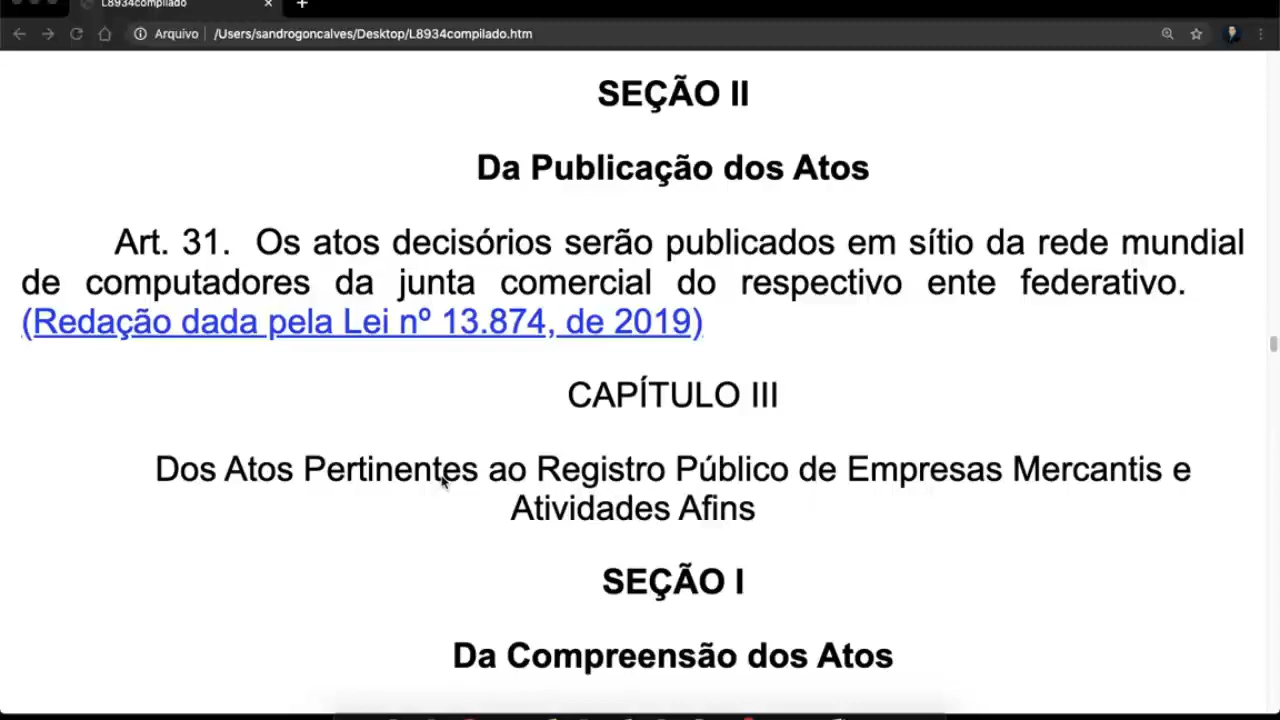 L8934compilado
Arquivo | /Users/sandrogoncalves/Desktop/L8934compilado.htm
SEÇÃO II
Da Publicação dos Atos
Art. 31. Os atos decisórios serão publicados em sítio da rede mundial
de computadores da junta comercial do respectivo ente federativo.
(Redação dada pela Lei nº 13.874, de 2019)
CAPÍTULO III
Dos Atos Pertinentes ao Registro Público de Empresas Mercantis e
Atividades Afins
SEÇÃO I
Da Compreensão dos Atos